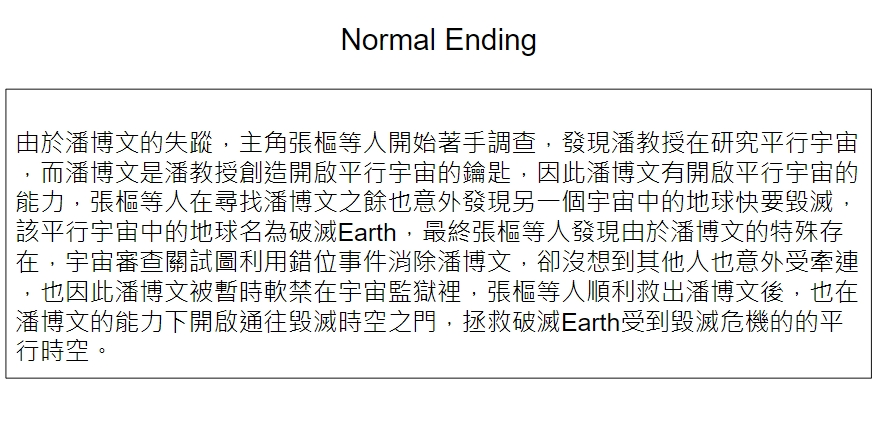 Normal Ending
由於潘博文的失蹤，主角張樞等人開始著手調查，發現潘教授在研究平行宇宙
，而潘博文是潘教授創造開啟平行宇宙的鑰匙，因此潘博文有開啟平行宇宙的
能力，張樞等人在尋找潘博文之餘也意外發現另一個宇宙中的地球快要毀滅，
該平行宇宙中的地球名為破滅Earth，最終張樞等人發現由於潘博文的特殊存
在，宇宙審查關試圖利用錯位事件消除潘博文，卻沒想到其他人也意外受牽連
，也因此潘博文被暫時軟禁在宇宙監獄裡，張樞等人順利救出潘博文後，也在
潘博文的能力下開啟通往毀滅時空之門，拯救破滅Earth受到毀滅危機的的平
行時空。